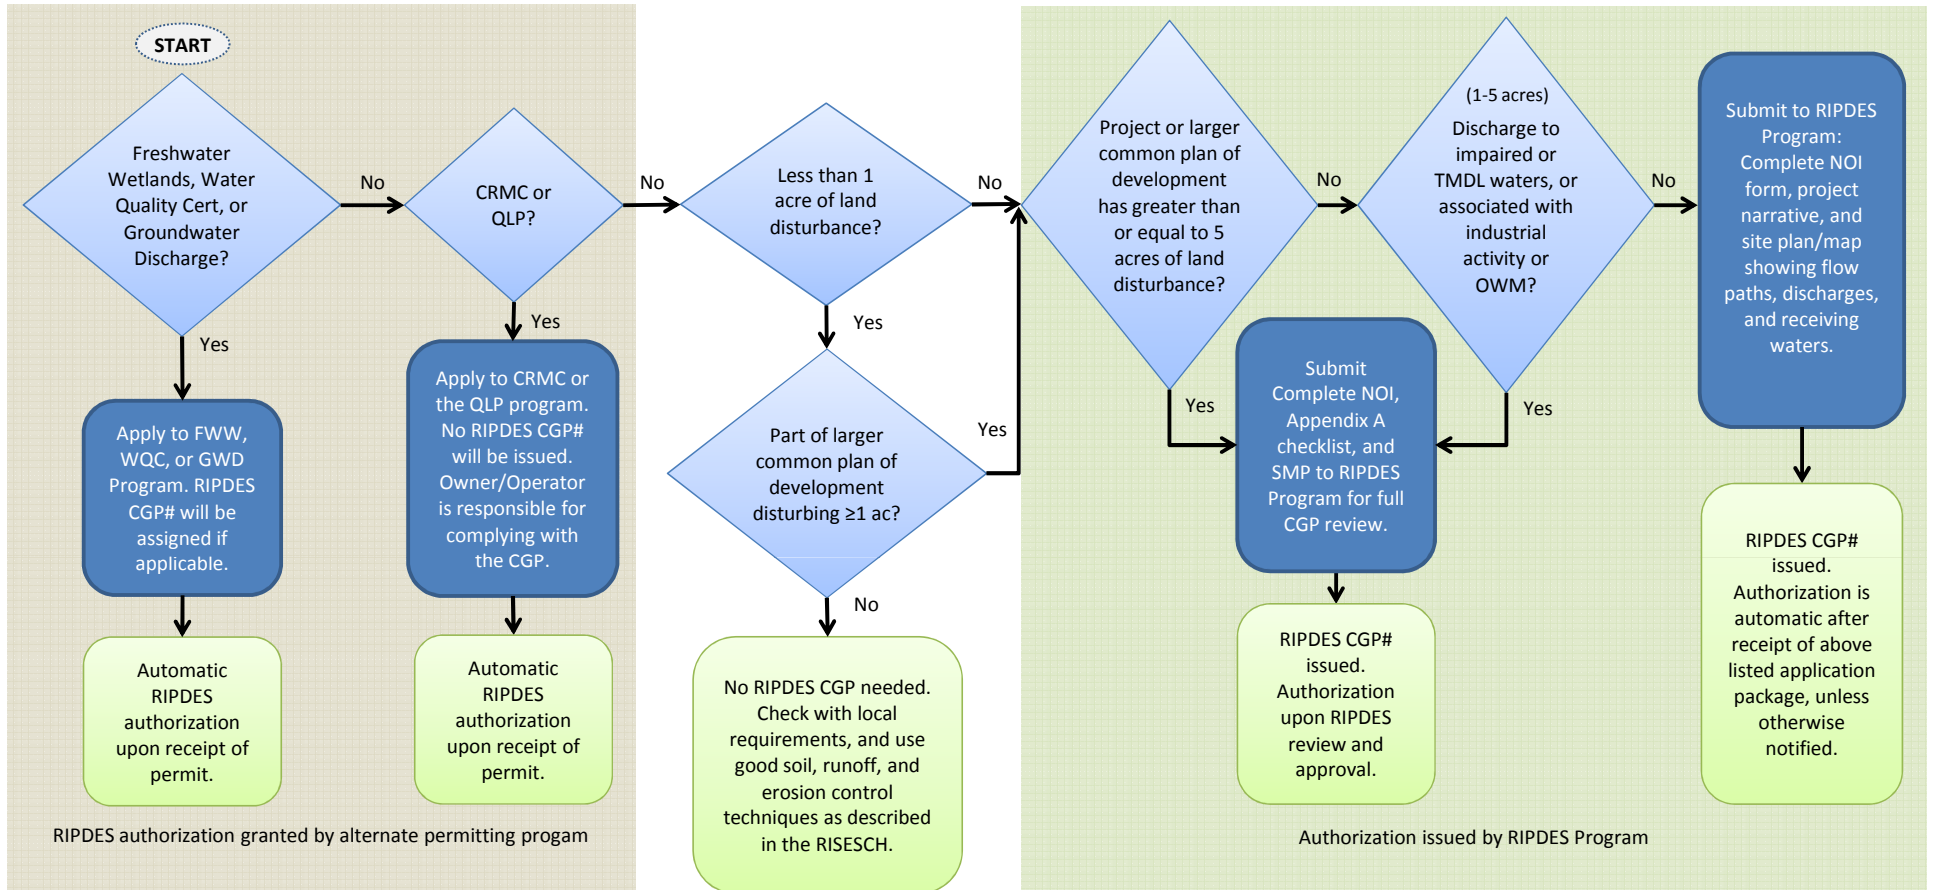 START
Freshwater
Wetlands, Water
Quality Cert, or
Groundwater
Discharge?
No
Yes
Apply to FWW,
WQC, or GWD
Program. RIPDES
CGP# will be
assigned if
applicable.
Automatic
RIPDES
authorization
upon receipt of
permit.
CRMC or
QLP?
No
Yes
Apply to CRMC or
the QLP program.
No RIPDES CGP#
will be issued.
Owner/Operator
is responsible for
complying with
the CGP.
Automatic
RIPDES
authorization
upon receipt of
permit.
RIPDES authorization granted by alternate permitting progam
Less than 1
acre of land
disturbance?
No
Yes
Part of larger
common plan of
development
disturbing ≥1 ac?
Yes
No
No RIPDES CGP needed.
Check with local
requirements, and use
good soil, runoff, and
erosion control
techniques as described
in the RISESCH.
Project or larger
common plan of
development
has greater than
or equal to 5
acres of land
disturbance?
No
Yes
(1-5 acres)
Discharge to
impaired or
TMDL waters, or
associated with
industrial
activity or
OWM?
No
Yes
Submit
Complete NOI,
Appendix A
checklist, and
SMP to RIPDES
Program for full
CGP review.
RIPDES CGP#
issued.
Authorization
upon RIPDES
review and
approval.
Submit to RIPDES
Program:
Complete NOI
form, project
narrative, and
site plan/map
showing flow
paths, discharges,
and receiving
waters.
RIPDES CGP#
issued.
Authorization is
automatic after
receipt of above
listed application
package, unless
otherwise
notified.
Authorization issued by RIPDES Program